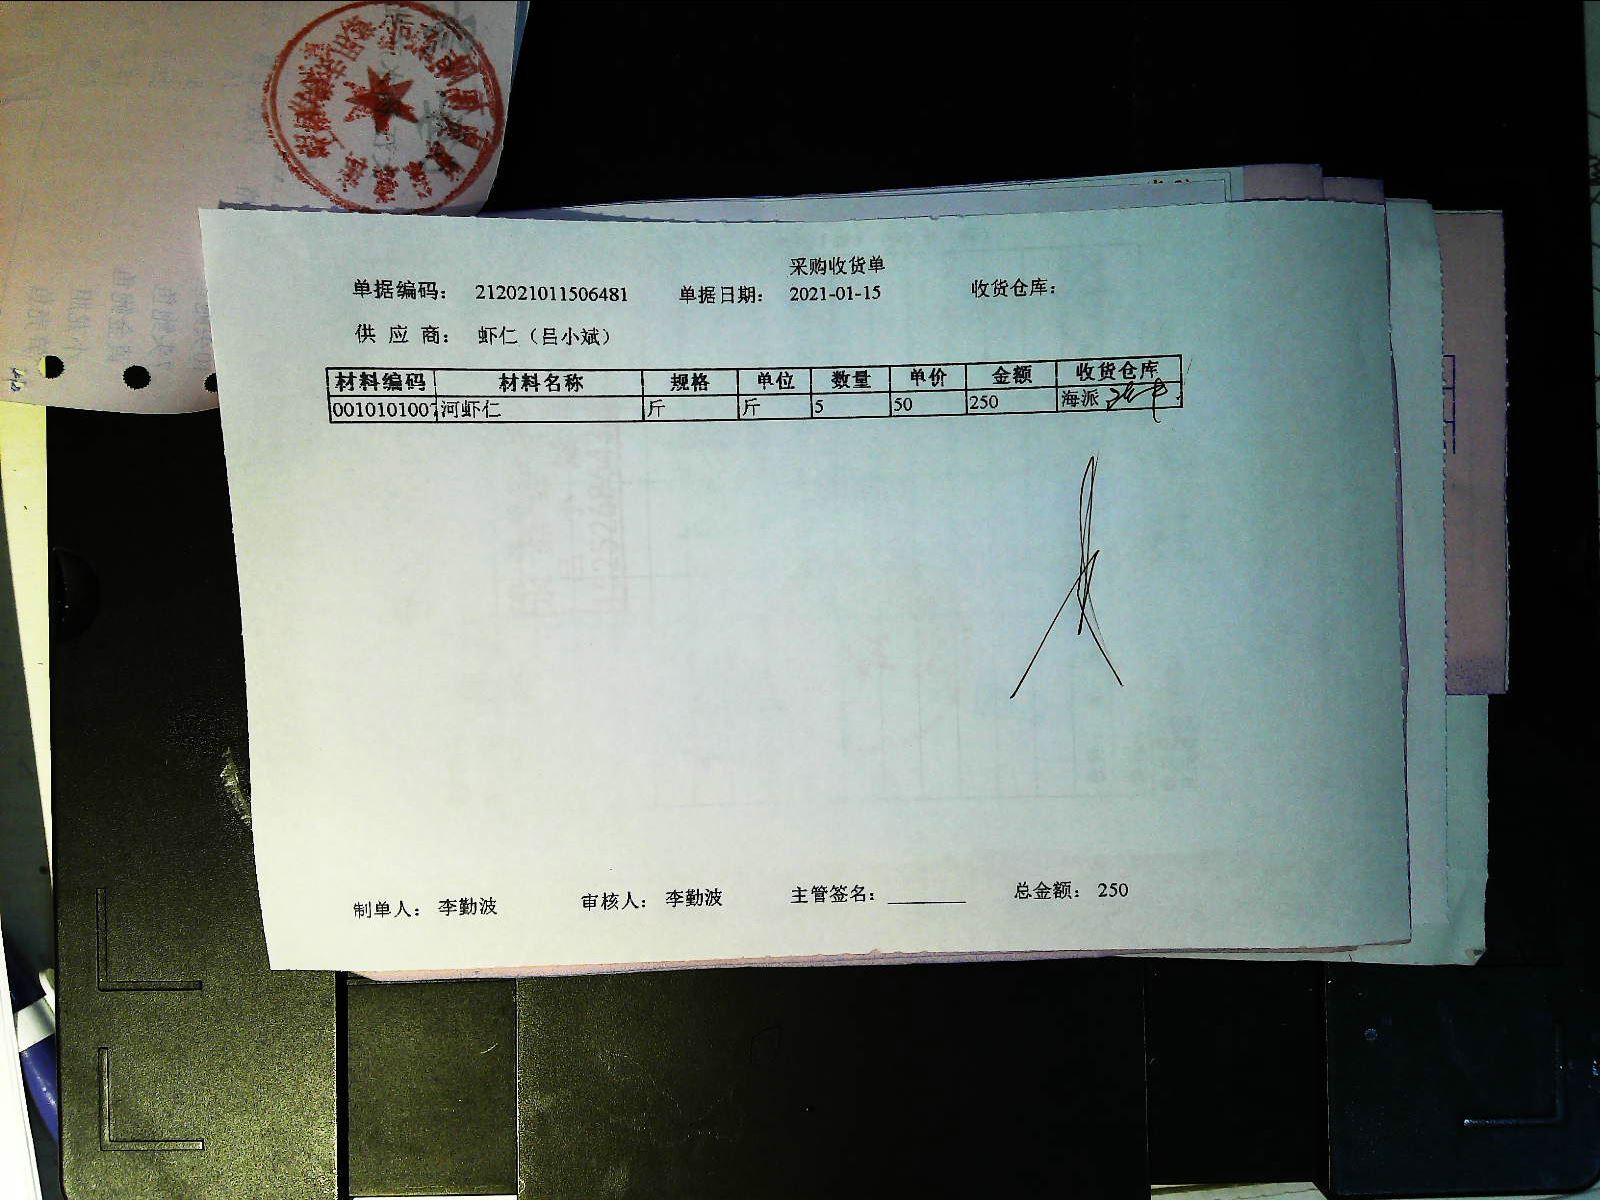 采购收货单
单据编码： 212021011506481 单据日期： 2021-01-15 收货仓库：
供 应 商： 虾仁（吕小斌）
材料编码 材料名称 规格 单位 数量 单价 金额 收货仓库
0010101007 河虾仁 斤 斤 5 50 250 海派
制单人： 李勤波 审核人： 李勤波 主管签名： 总金额： 250